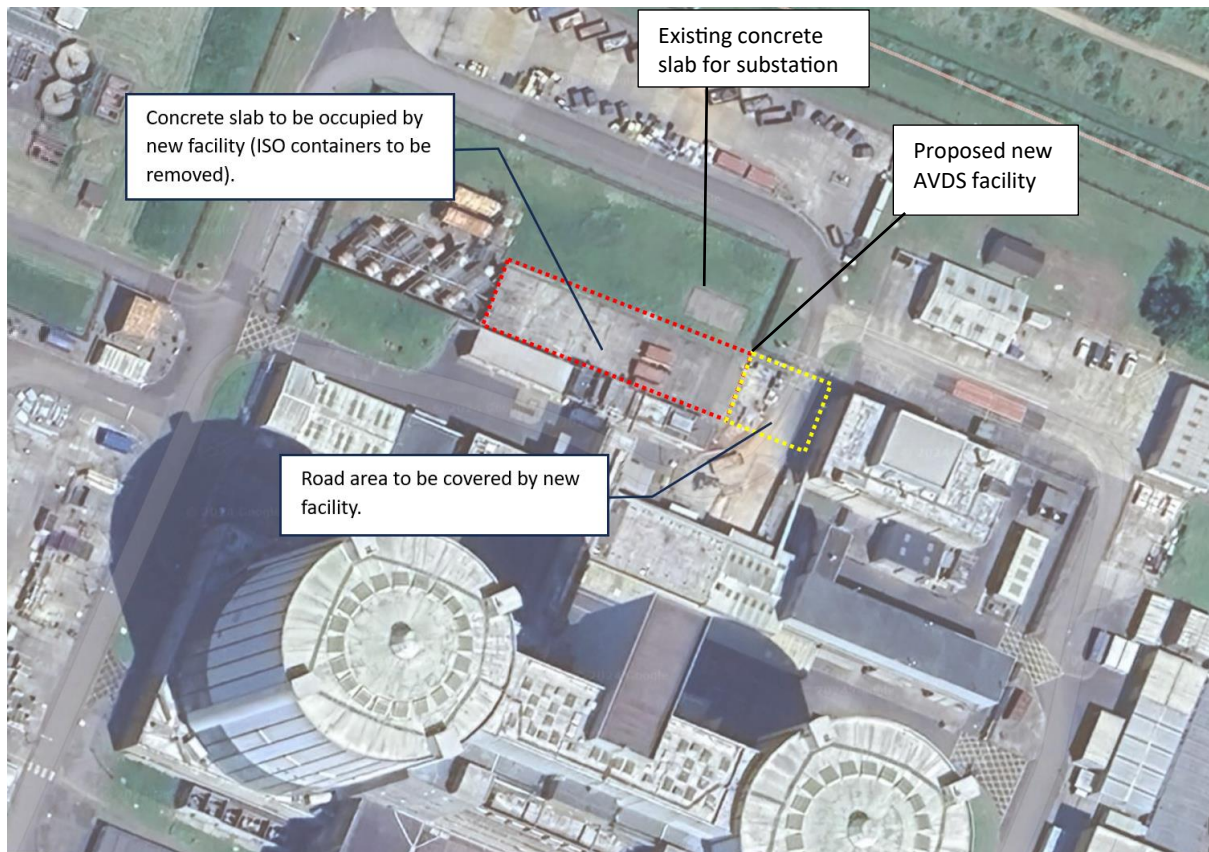 Existing concrete
slab for substation
Concrete slab to be occupied by
new facility (ISO containers to be
removed).
Proposed new
AVDS facility
Road area to be covered by new
facility.